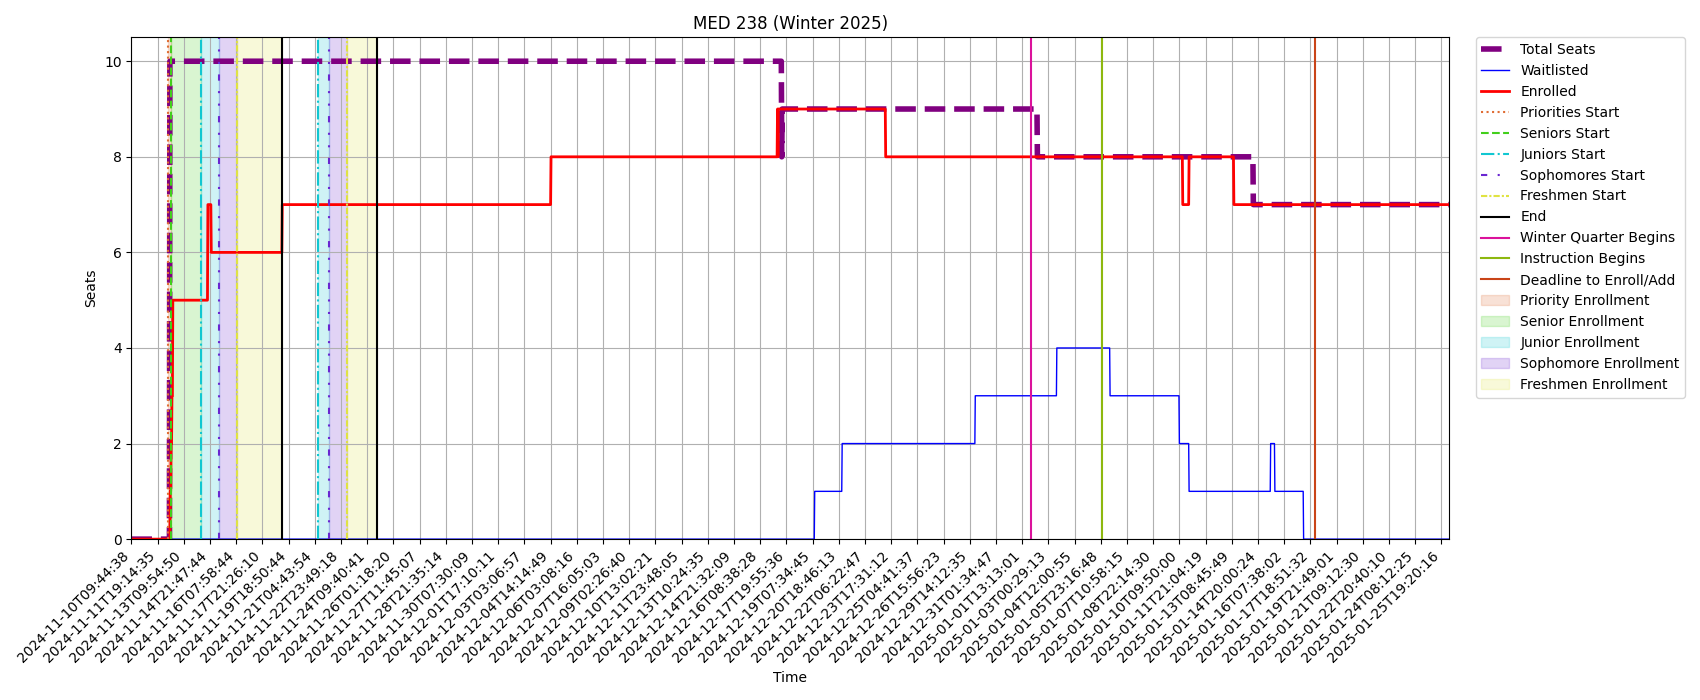 MED 238 (Winter 2025)
Seats
10
8
6
4
2
0
2024-11-10T09:44:38
2024-11-11T19:14:35
2024-11-13T09:54:50
2024-11-14T21:47:44
2024-11-16T07:58:44
2024-11-17T21:26:10
2024-11-19T18:50:44
2024-11-21T04:43:54
2024-11-22T23:49:18
2024-11-24T09:40:41
2024-11-26T01:18:20
2024-11-27T11:45:07
2024-11-28T21:35:14
2024-11-30T07:30:09
2024-12-01T17:10:11
2024-12-03T03:06:57
2024-12-04T14:14:49
2024-12-06T03:08:16
2024-12-07T16:05:03
2024-12-09T02:26:40
2024-12-10T13:02:21
2024-12-11T23:48:05
2024-12-13T10:24:35
2024-12-14T21:32:09
2024-12-16T08:38:28
2024-12-17T19:55:36
2024-12-19T07:34:45
2024-12-20T18:46:13
2024-12-22T06:22:47
2024-12-23T17:31:12
2024-12-25T04:41:37
2024-12-26T15:56:23
2024-12-29T14:12:35
2024-12-31T01:34:47
2025-01-01T13:13:01
2025-01-03T00:29:13
2025-01-04T12:00:55
2025-01-05T23:16:48
2025-01-07T10:58:15
2025-01-08T22:14:30
2025-01-10T09:50:00
2025-01-11T21:04:19
2025-01-13T08:45:49
2025-01-14T20:00:24
2025-01-16T07:38:02
2025-01-17T18:51:32
2025-01-19T21:49:01
2025-01-21T09:12:30
2025-01-22T20:40:10
2025-01-24T08:12:25
2025-01-25T19:20:16
Time
Total Seats
Waitlisted
Enrolled
Priorities Start
Seniors Start
Juniors Start
Sophomores Start
Freshmen Start
End
Winter Quarter Begins
Instruction Begins
Deadline to Enroll/Add
Priority Enrollment
Senior Enrollment
Junior Enrollment
Sophomore Enrollment
Freshmen Enrollment